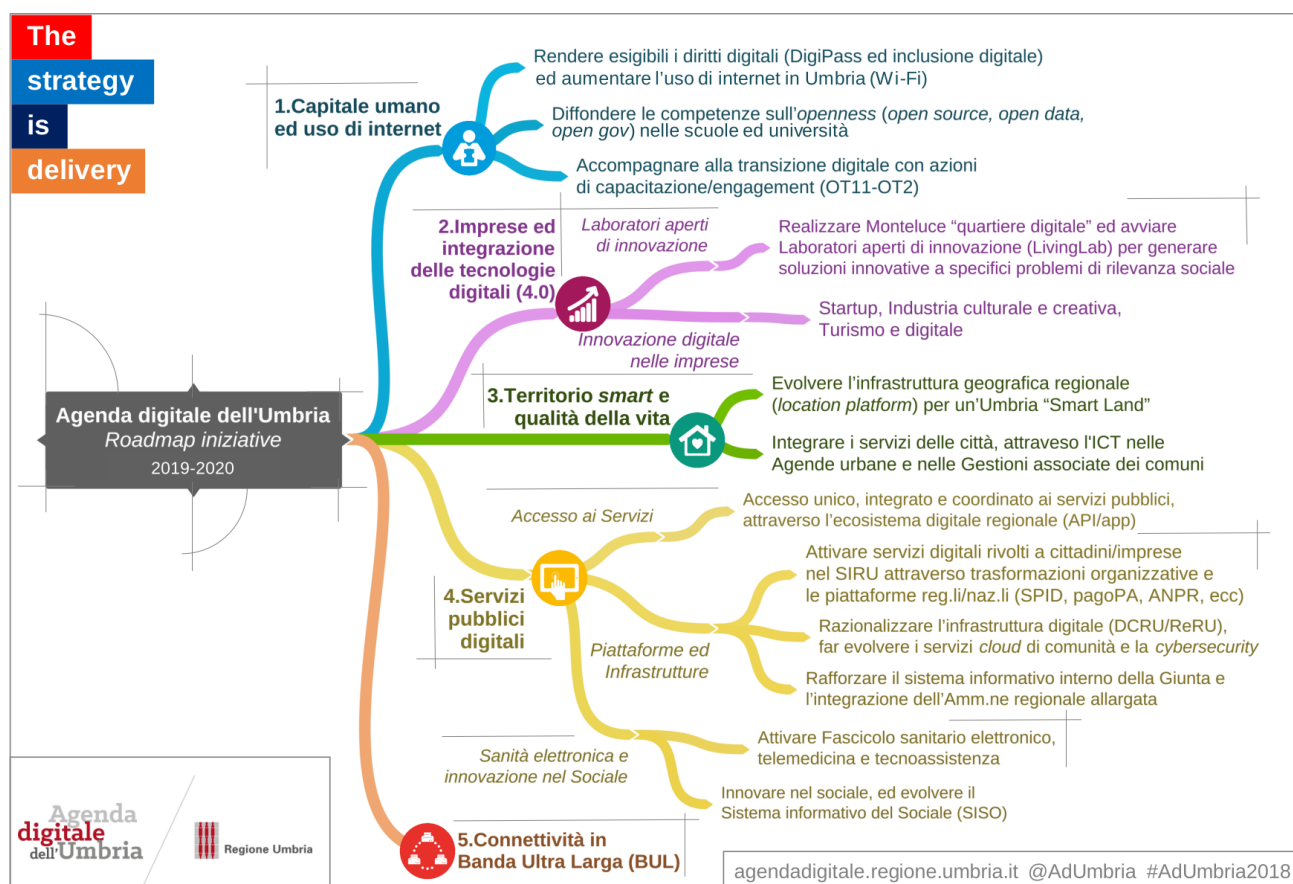 The
strategy
is
delivery
1.Capitale umano
ed uso di internet
Rendere esigibili i diritti digitali (DigiPass ed inclusione digitale)
ed aumentare l'uso di internet in Umbria (Wi-Fi)
Diffondere le competenze sull'openness (open source, open data,
open gov) nelle scuole ed università
Accompagnare alla transizione digitale con azioni
di capacitazione/engagement (OT11-OT2)
2.Imprese ed
integrazione
delle tecnologie
digitali (4.0)
Laboratori aperti
di innovazione
Realizzare Monteluce “quartiere digitale” ed avviare
Laboratori aperti di innovazione (LivingLab) per generare
soluzioni innovative a specifici problemi di rilevanza sociale
Innovazione digitale
nelle imprese
Startup, Industria culturale e creativa,
Turismo e digitale
Agenda digitale dell'Umbria
Roadmap iniziative
2019-2020
3.Territorio smart e
qualità della vita
Evolvere l'infrastruttura geografica regionale
(location platform) per un'Umbria “Smart Land”
Integrare i servizi delle città, attraveso l'ICT nelle
Agende urbane e nelle Gestioni associate dei comuni
4.Servizi
pubblici
digitali
Accesso ai Servizi
Accesso unico, integrato e coordinato ai servizi pubblici,
attraverso l'ecosistema digitale regionale (API/app)
Piattaforme ed
Infrastrutture
Attivare servizi digitali rivolti a cittadini/imprese
nel SIRU attraverso trasformazioni organizzative e
le piattaforme reg.li/naz.li (SPID, pagoPA, ANPR, ecc)
Razionalizzare l'infrastruttura digitale (DCRU/ReRU),
far evolvere i servizi cloud di comunità e la cybersecurity
Rafforzare il sistema informativo interno della Giunta e
l'integrazione dell'Amm.ne regionale allargata
Sanità elettronica e
innovazione nel Sociale
Attivare Fascicolo sanitario elettronico,
telemedicina e tecnoassistenza
Innovare nel sociale, ed evolvere il
Sistema informativo del Sociale (SISO)
5.Connettività in
Banda Ultra Larga (BUL)
Agenda
digitale
dell'Umbria
Regione Umbria
agendadigitale.regione.umbria.it @AdUmbria #AdUmbria2018